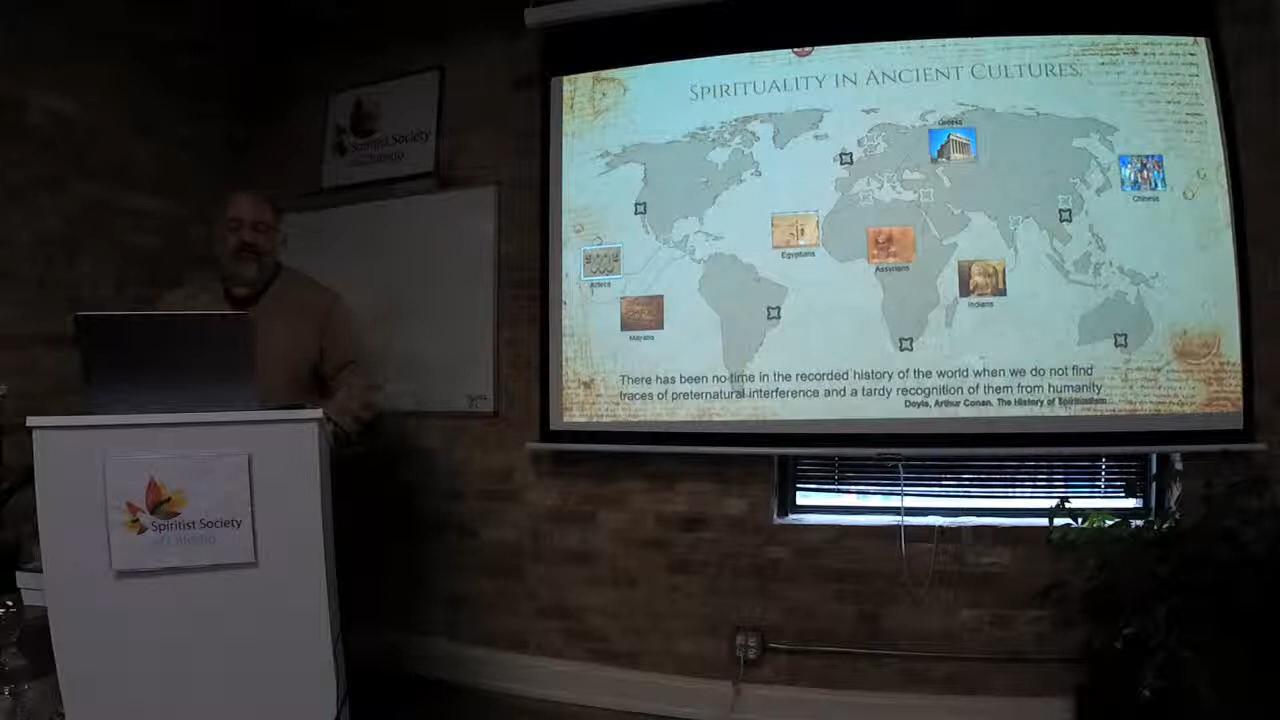 SPIRITUALITY IN ANCIENT CULTURES
Greeks
Chinese
Egyptians
Assyrians
Indians
Aztecs
Mayans
There has been no time in the recorded history of the world when we do not find
traces of preternatural interference and a tardy recognition of them from humanity
Doyle, Arthur Conan. The History of Spiritualism
Spiritist Society
Spiritist Society